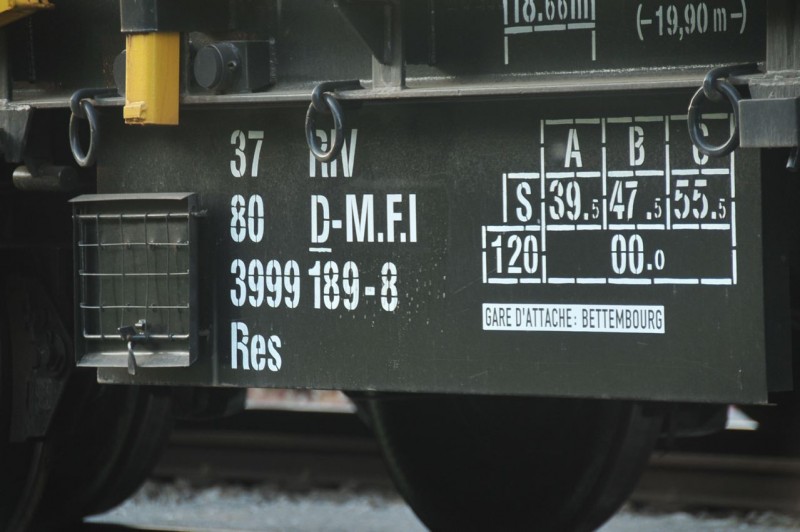 18.66m
(-19,90 m-)
37 RIV
80 D-M.F.I
3999 189-8
Res
A B C
S 39.5 47.5 55.5
120 00.0
GARE D'ATTACHE: BETTEMBOURG